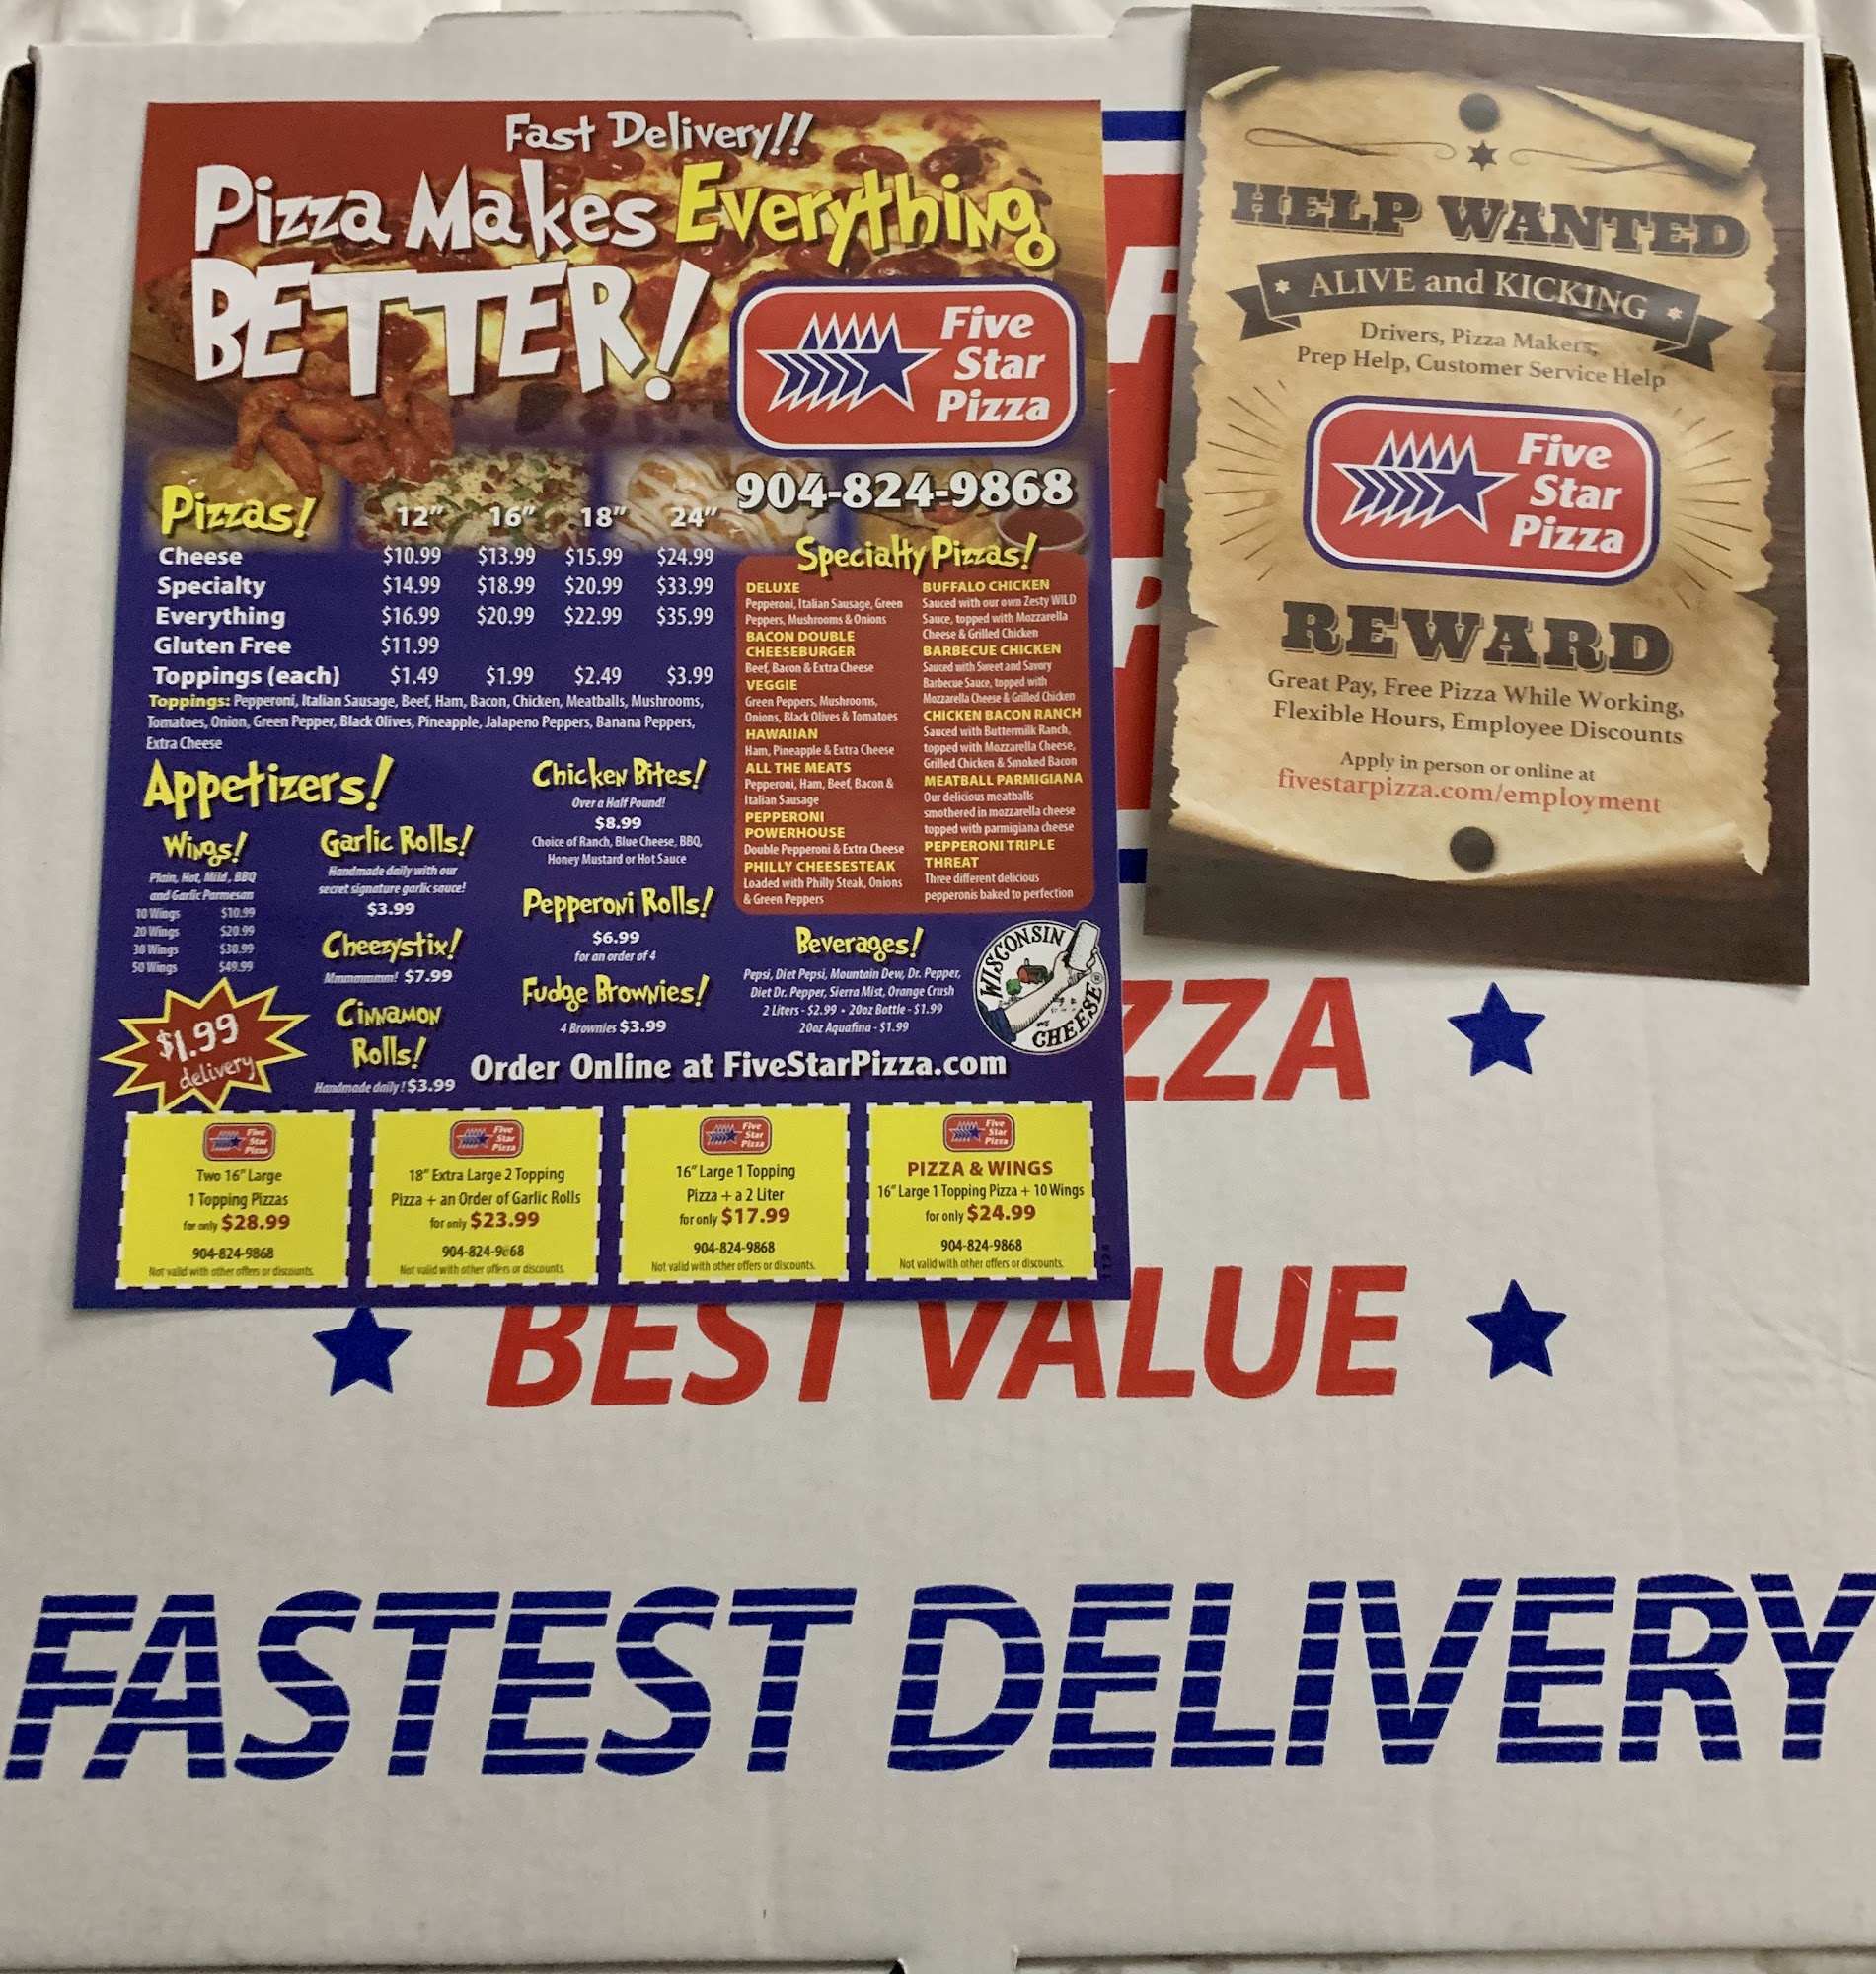 Fast Delivery!!
Pizza Makes Everything
BETTER!
Five
Star
Pizza
904-824-9868
Pizzas!
12" 16" 18" 24"
Cheese $10.99 $13.99 $15.99 $24.99
Specialty $14.99 $18.99 $20.99 $33.99
Everything $16.99 $20.99 $22.99 $35.99
Gluten Free $11.99
Toppings (each) $1.49 $1.99 $2.49 $3.99
Toppings: Pepperoni, Italian Sausage, Beef, Ham, Bacon, Chicken, Meatballs, Mushrooms,
Tomatoes, Onion, Green Pepper, Black Olives, Pineapple, Jalapeno Peppers, Banana Peppers,
Extra Cheese
Specialty Pizzas!
DELUXE
Pepperoni, Italian Sausage, Green
Peppers, Mushrooms & Onions
BACON DOUBLE
CHEESEBURGER
Beef, Bacon & Extra Cheese
VEGGIE
Green Peppers, Mushrooms,
Onions, Black Olives & Tomatoes
HAWAIIAN
Ham, Pineapple & Extra Cheese
ALL THE MEATS
Pepperoni, Ham, Beef, Bacon &
Italian Sausage
PEPPERONI
POWERHOUSE
Double Pepperoni & Extra Cheese
PHILLY CHEESESTEAK
Loaded with Philly Steak, Onions
& Green Peppers
BUFFALO CHICKEN
Sauced with our own Zesty WILD
Sauce, topped with Mozzarella
Cheese & Grilled Chicken
BARBECUE CHICKEN
Sauced with Sweet and Savory
Barbecue Sauce, topped with
Mozzarella Cheese & Grilled Chicken
CHICKEN BACON RANCH
Sauced with Buttermilk Ranch,
topped with Mozzarella Cheese,
Grilled Chicken & Smoked Bacon
MEATBALL PARMIGIANA
Our delicious meatballs
smothered in mozzarella cheese
topped with parmigiana cheese
PEPPERONI TRIPLE
THREAT
Three different delicious
pepperonis baked to perfection
Appetizers!
Wings!
Plain, Hot, Mild, BBQ
and Garlic Parmesan
10 Wings $10.99
20 Wings $20.99
30 Wings $30.99
50 Wings $49.99
$1.99
delivery
Garlic Rolls!
Handmade daily with our
secret signature garlic sauce!
$3.99
Cheezystix!
$7.99
Cinnamon
Rolls!
Handmade daily! $3.99
Chicken Bites!
Over a Half Pound!
$8.99
Choice of Ranch, Blue Cheese, BBQ,
Honey Mustard or Hot Sauce
Pepperoni Rolls!
$6.99
for an order of 4
Fudge Brownies!
4 Brownies $3.99
Beverages!
Pepsi, Diet Pepsi, Mountain Dew, Dr. Pepper,
Diet Dr. Pepper, Sierra Mist, Orange Crush
2 Liters - $2.99 • 20oz Bottle - $1.99
20oz Aquafina - $1.99
WISCONSIN
CHEESE®
Order Online at FiveStarPizza.com
Five
Star
Pizza
Two 16" Large
1 Topping Pizzas
for only $28.99
904-824-9868
Not valid with other offers or discounts.
Five
Star
Pizza
18" Extra Large 2 Topping
Pizza + an Order of Garlic Rolls
for only $23.99
904-824-9868
Not valid with other offers or discounts.
Five
Star
Pizza
16" Large 1 Topping
Pizza + a 2 Liter
for only $17.99
904-824-9868
Not valid with other offers or discounts.
Five
Star
Pizza
PIZZA & WINGS
16" Large 1 Topping Pizza + 10 Wings
for only $24.99
904-824-9868
Not valid with other offers or discounts.
HELP WANTED
ALIVE and KICKING
Drivers, Pizza Makers,
Prep Help, Customer Service Help
Five
Star
Pizza
REWARD
Great Pay, Free Pizza While Working,
Flexible Hours, Employee Discounts
Apply in person or online at
fivestarpizza.com/employment
ZZA
BEST VALUE
FASTEST DELIVERY